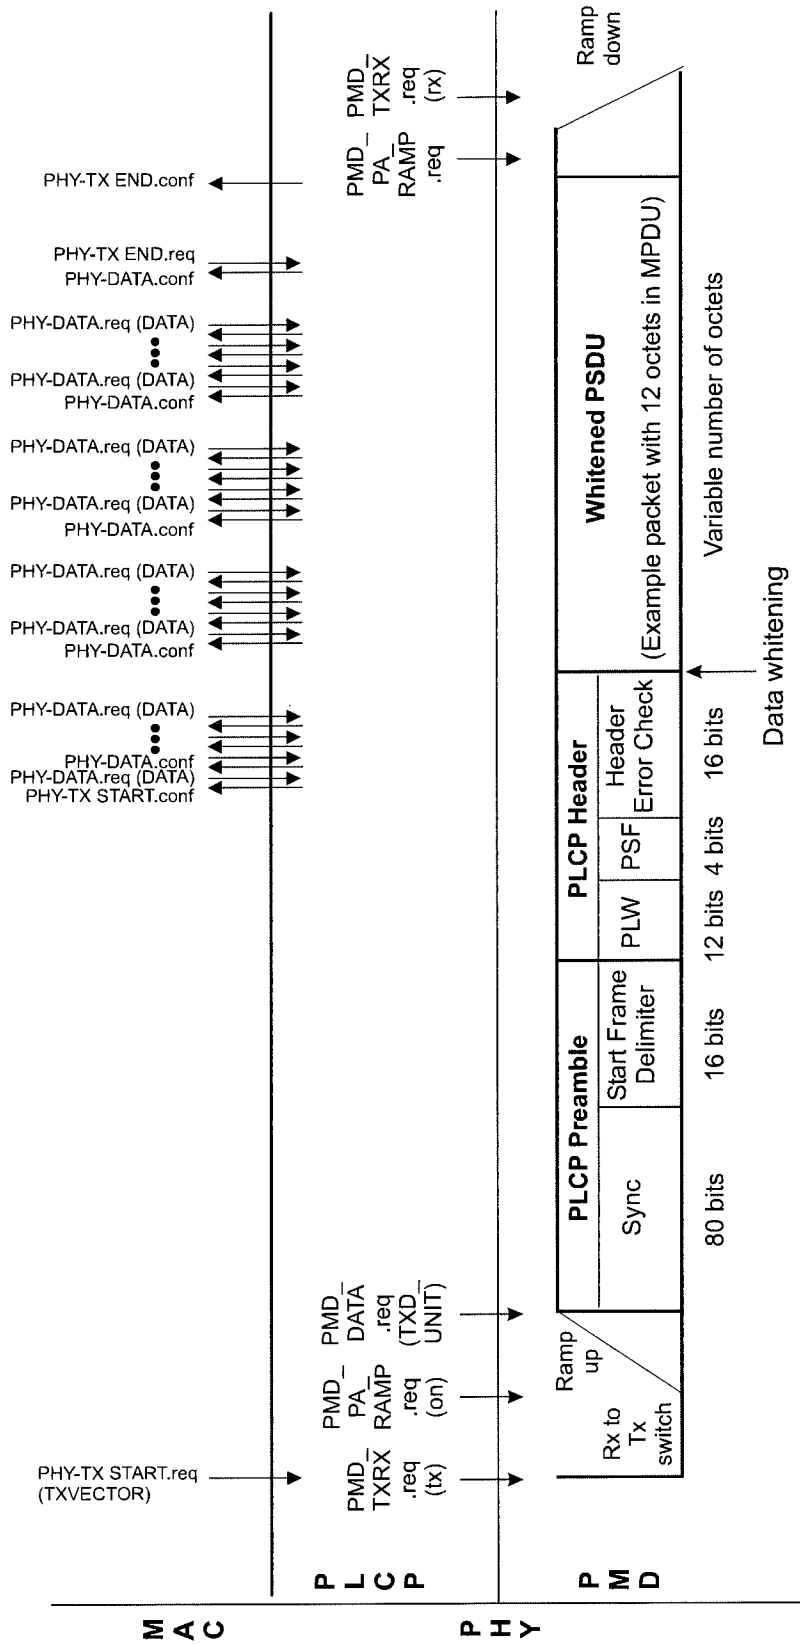 MAC
PHY
PLCP
PMD
PHY-TX START.req
(TXVECTOR)
PHY-TX START.conf
PHY-DATA.req (DATA)
PHY-DATA.conf
PHY-DATA.req (DATA)
PHY-DATA.conf
PHY-DATA.req (DATA)
PHY-DATA.req (DATA)
PHY-DATA.conf
PHY-DATA.req (DATA)
PHY-DATA.req (DATA)
PHY-DATA.conf
PHY-DATA.req (DATA)
PHY-DATA.req (DATA)
PHY-DATA.conf
PHY-TX END.req
PHY-TX END.conf
PMD_
TXRX
.req
(tx)
PMD_
PA_
RAMP
.req
(on)
PMD_
DATA
.req
(TXD_
UNIT)
PMD_
PA_
RAMP
.req
PMD_
TXRX
.req
(rx)
Rx to
Tx
switch
Ramp
up
PLCP Preamble
Sync
Start Frame
Delimiter
PLCP Header
PLW
PSF
Header
Error Check
Whitened PSDU
(Example packet with 12 octets in MPDU)
Ramp
down
80 bits
16 bits
12 bits
4 bits
16 bits
Variable number of octets
Data whitening